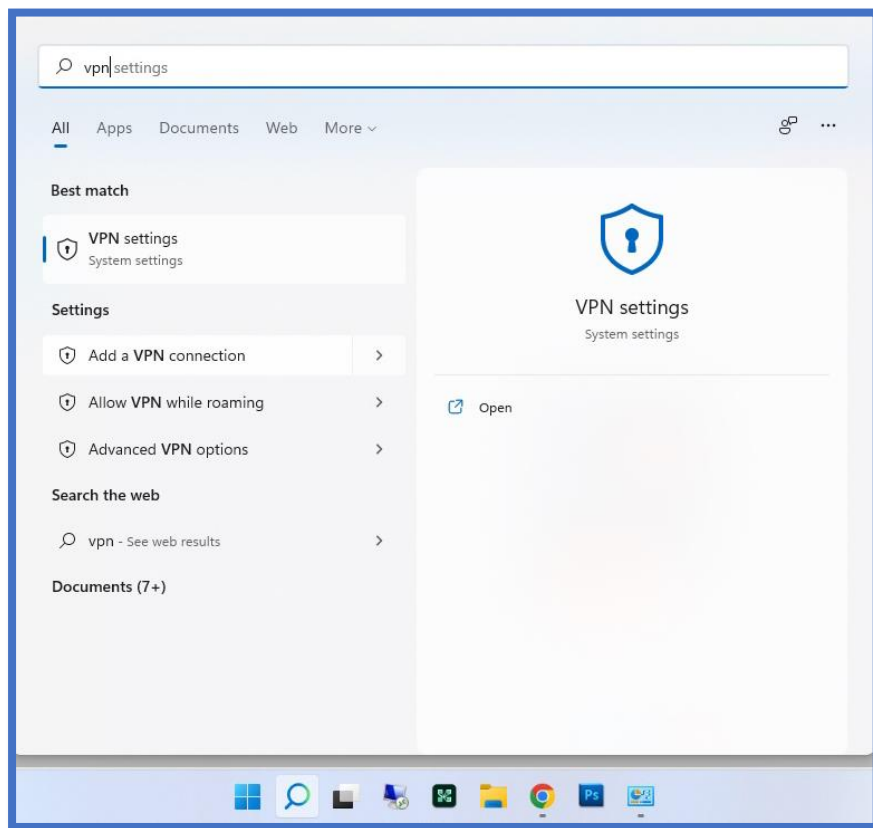 vpn settings
All Apps Documents Web More
Best match
VPN settings
System settings
Settings
Add a VPN connection
Allow VPN while roaming
Advanced VPN options
Search the web
vpn - See web results
Documents (7+)
VPN settings
System settings
Open
Ps